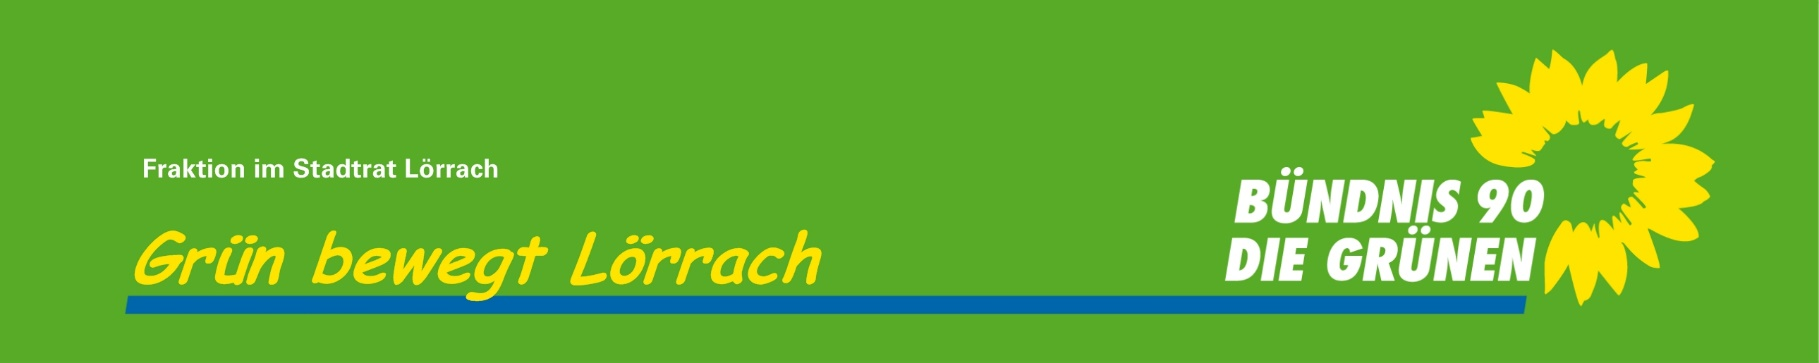 Fraktion im Stadtrat Lörrach
Grün bewegt Lörrach
BÜNDNIS 90
DIE GRÜNEN